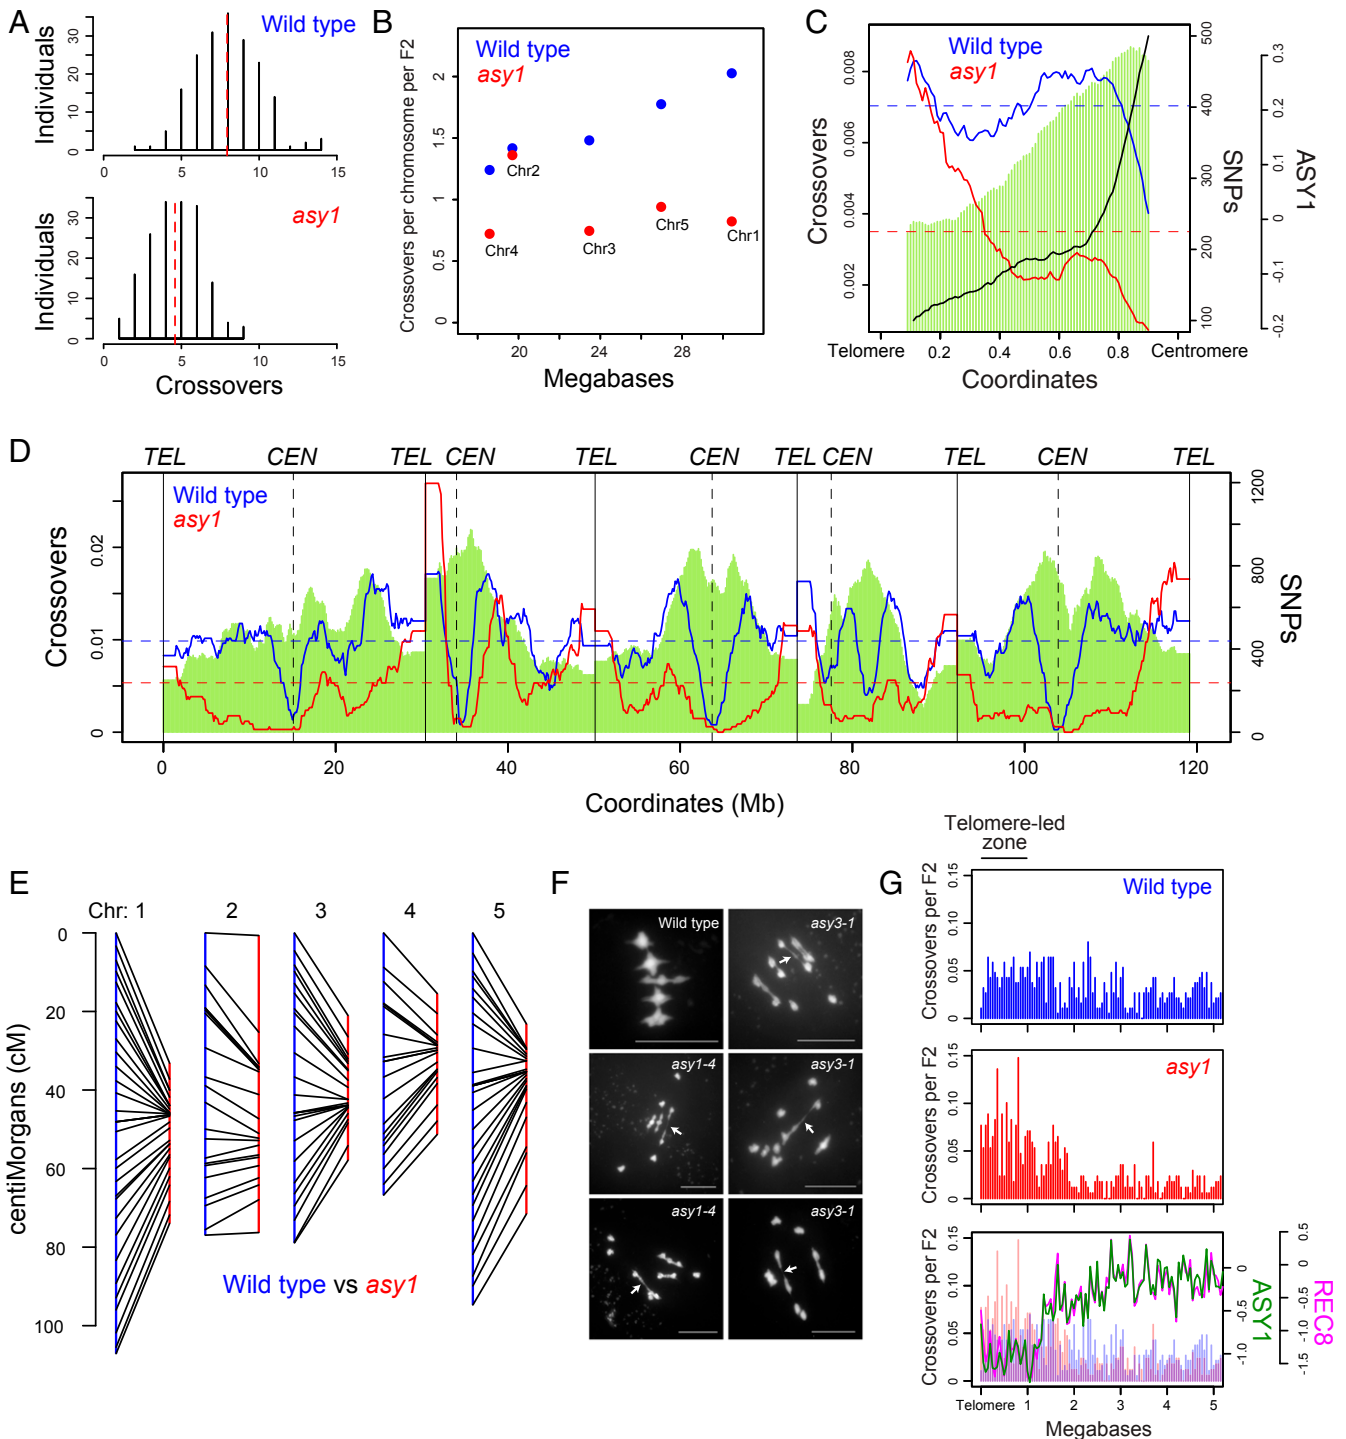 A
Individuals
0 10 20 30
Wild type
0 5 10 15
Individuals
0 10 20 30
asy1
0 5 10 15
Crossovers
B
Crossovers per chromosome per F2
0 0.5 1 1.5 2
Wild type
asy1
Chr2
Chr4
Chr3
Chr5
Chr1
20 24 28
Megabases
C
Crossovers
0.002 0.004 0.006 0.008
Wild type
asy1
100 200 300 400 500
SNPs
-0.2 -0.1 0 0.1 0.2 0.3
ASY1
Telomere 0.2 0.4 0.6 0.8 Centromere
Coordinates
D
TEL CEN TEL CEN TEL CEN TEL CEN TEL CEN TEL
Wild type
asy1
Crossovers
0 0.01 0.02
0 400 800 1200
SNPs
0 20 40 60 80 100 120
Coordinates (Mb)
E
Chr: 1 2 3 4 5
centiMorgans (cM)
0
20
40
60
80
100
Wild type vs asy1
F
Wild type
asy3-1
asy1-4
asy3-1
asy1-4
asy3-1
Telomere-led
zone
G
Crossovers per F2
0 0.05 0.10 0.15
Wild type
Crossovers per F2
0 0.05 0.10 0.15
asy1
Crossovers per F2
0 0.05 0.10 0.15
-1.0 -0.5 0
ASY1
-1.5 -1.0 -0.5 0 0.5
REC8
Telomere 1 2 3 4 5
Megabases